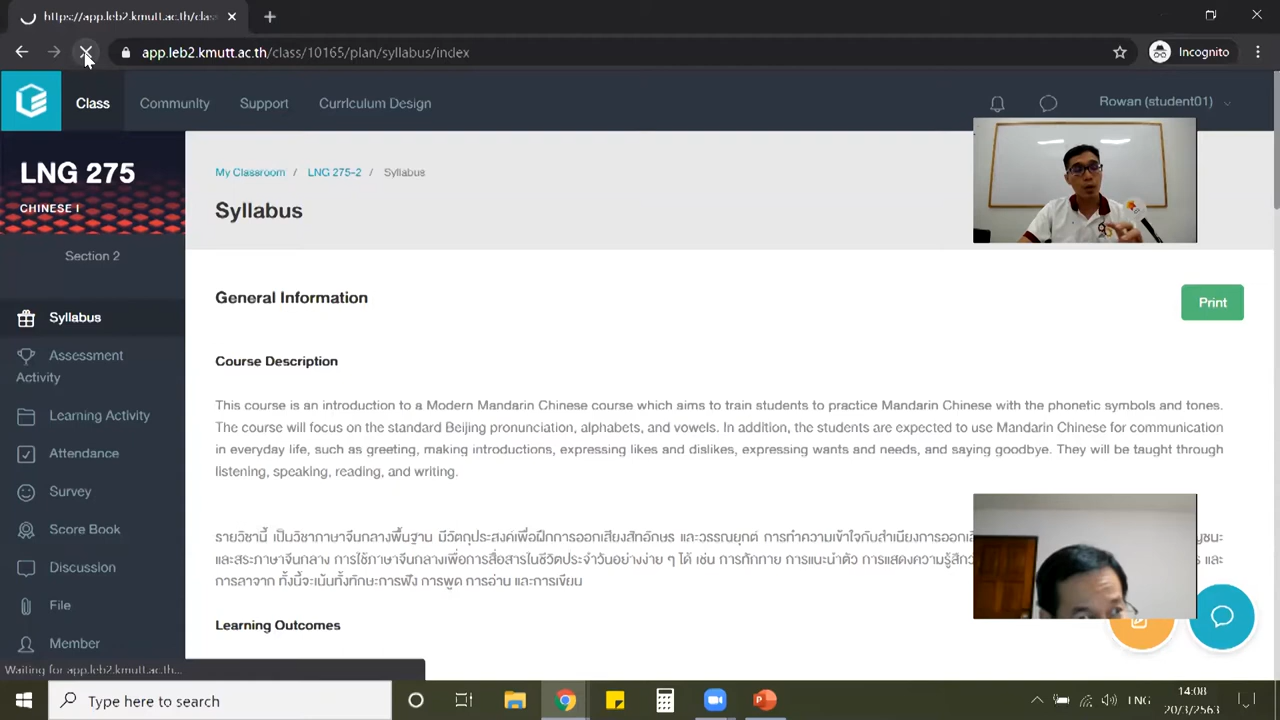 https://app.leb2.kmutt.ac.th/clas
app.leb2.kmutt.ac.th/class/10165/plan/syllabus/index
Incognito
Class
Community
Support
Curriculum Design
Rowan (student01)
LNG 275
CHINESE I
Section 2
Syllabus
Assessment
Activity
Learning Activity
Attendance
Survey
Score Book
Discussion
File
Member
My Classroom / LNG 275-2 / Syllabus
Syllabus
General Information
Print
Course Description
This course is an introduction to a Modern Mandarin Chinese course which aims to train students to practice Mandarin Chinese with the phonetic symbols and tones.
The course will focus on the standard Beijing pronunciation, alphabets, and vowels. In addition, the students are expected to use Mandarin Chinese for communication
in everyday life, such as greeting, making introductions, expressing likes and dislikes, expressing wants and needs, and saying goodbye. They will be taught through
listening, speaking, reading, and writing.
รายวิชานี้ เป็นวิชาภาษาจีนกลางพื้นฐาน มีวัตถุประสงค์เพื่อฝึกการออกเสียงสัทอักษร และวรรณยุกต์ การทำความเข้าใจกับสำเนียงการออกเสี ญชนะ
และสระภาษาจีนกลาง การใช้ภาษาจีนกลางเพื่อการสื่อสารในชีวิตประจำวันอย่างง่าย ๆ ได้ เช่น การทักทาย การแนะนำตัว การแสดงความรู้สึก และ
การลาจาก ทั้งนี้จะเน้นทั้งทักษะการฟัง การพูด การอ่าน และการเขียน
Learning Outcomes
Waiting for app.leb2.kmutt.ac.th...
Type here to search
ENG
14:08
20/3/2563